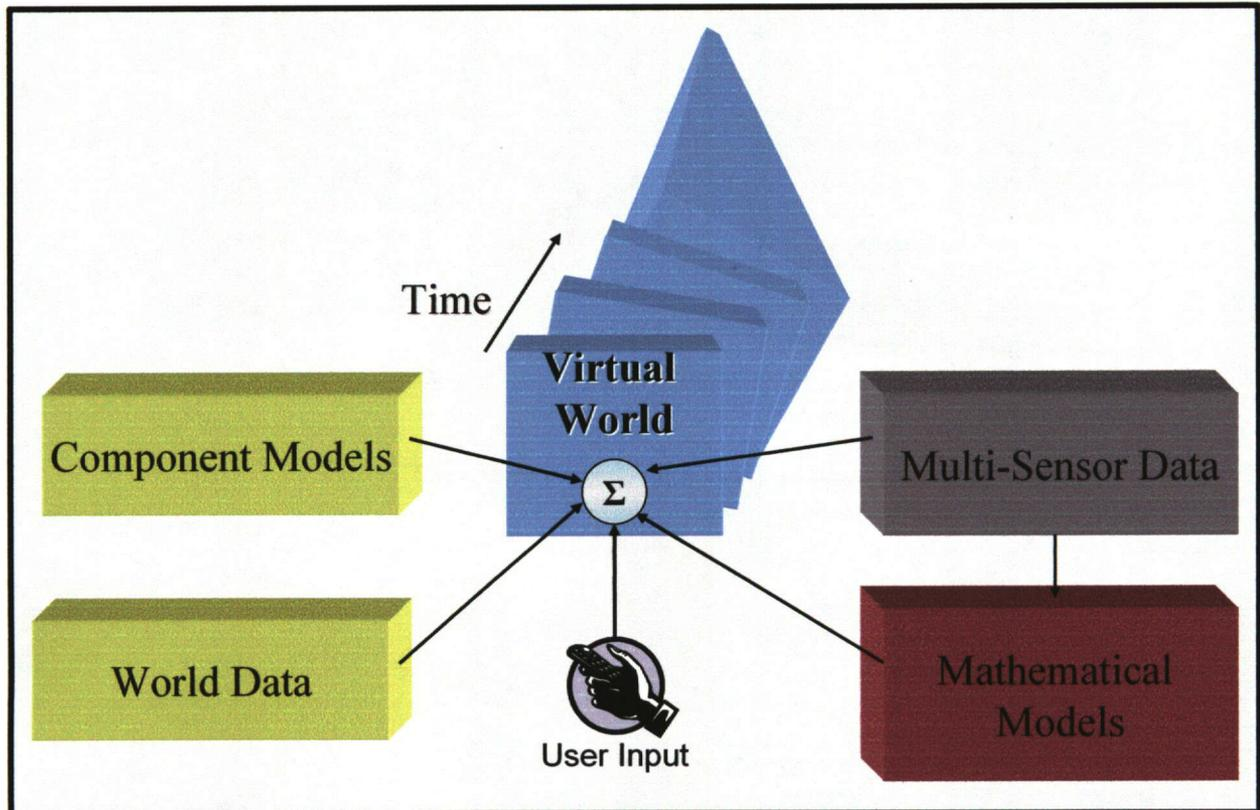 Time
Virtual
World
Component Models
Σ
Multi-Sensor Data
World Data
Mathematical
Models
User Input